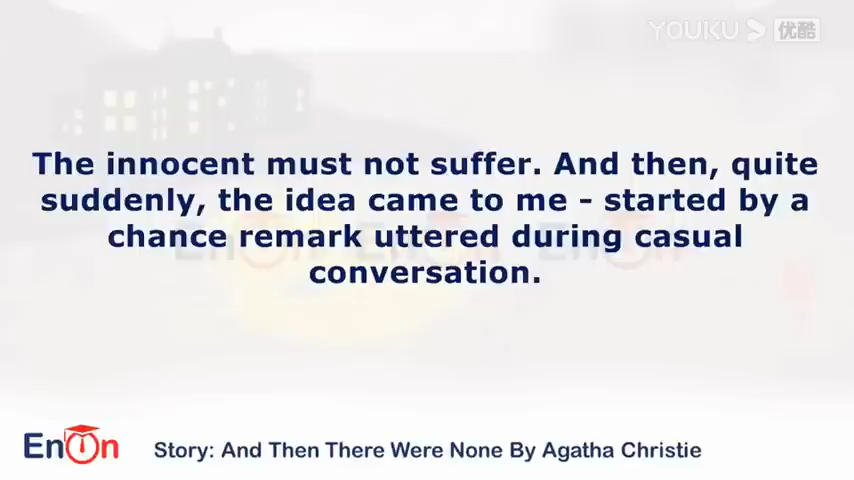 YOUKU 优酷
The innocent must not suffer. And then, quite
suddenly, the idea came to me - started by a
chance remark uttered during casual
conversation.
EnOn
Story: And Then There Were None By Agatha Christie